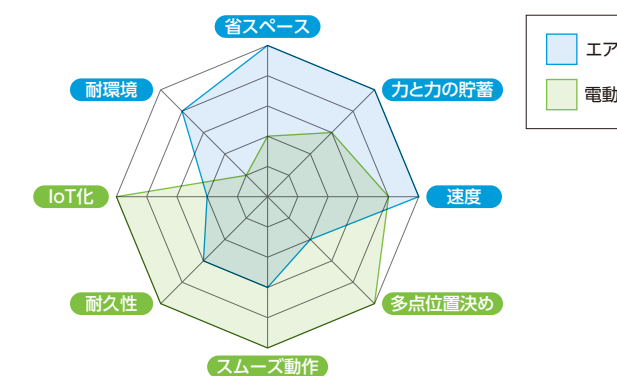 省スペース
耐環境
力と力の貯蓄
IoT化
速度
耐久性
多点位置決め
スムーズ動作
エア
電動